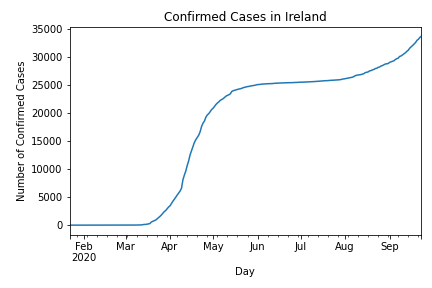 Confirmed Cases in Ireland
Number of Confirmed Cases
35000
30000
25000
20000
15000
10000
5000
0
Feb Mar Apr May Jun Jul Aug Sep
2020
Day